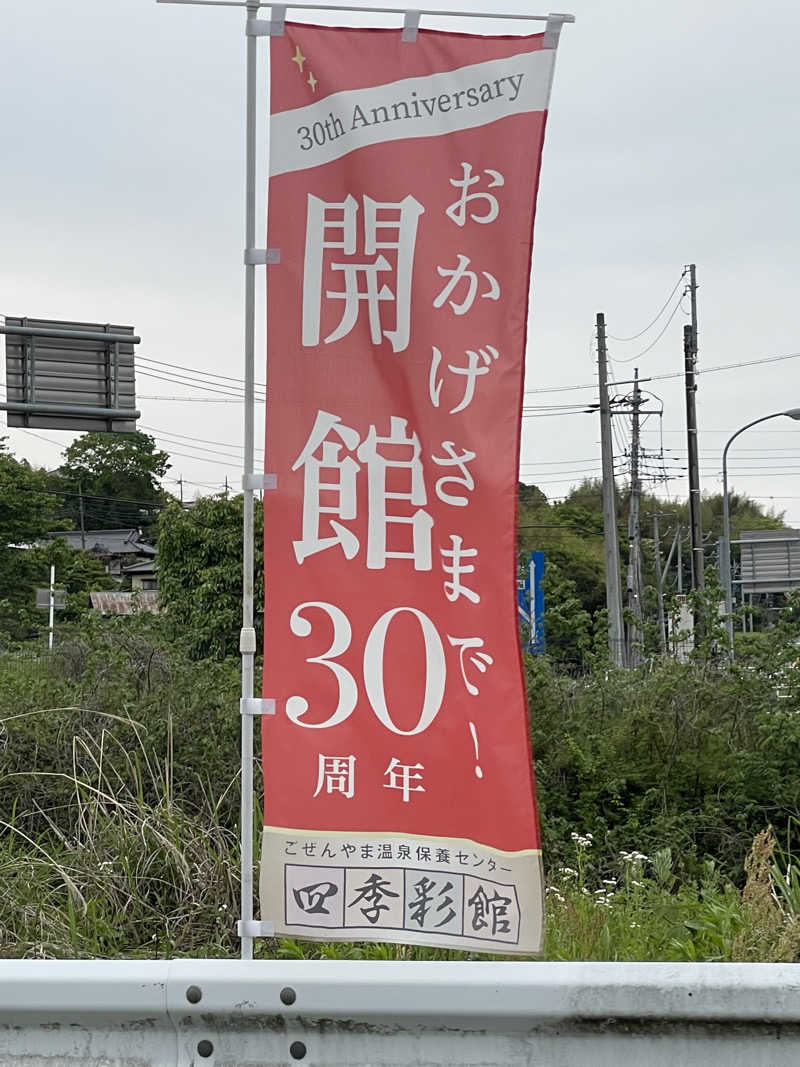 30th Anniversary
おかげさまで!
開館
30
周年
ごぜんやま温泉保養センター
四季彩館